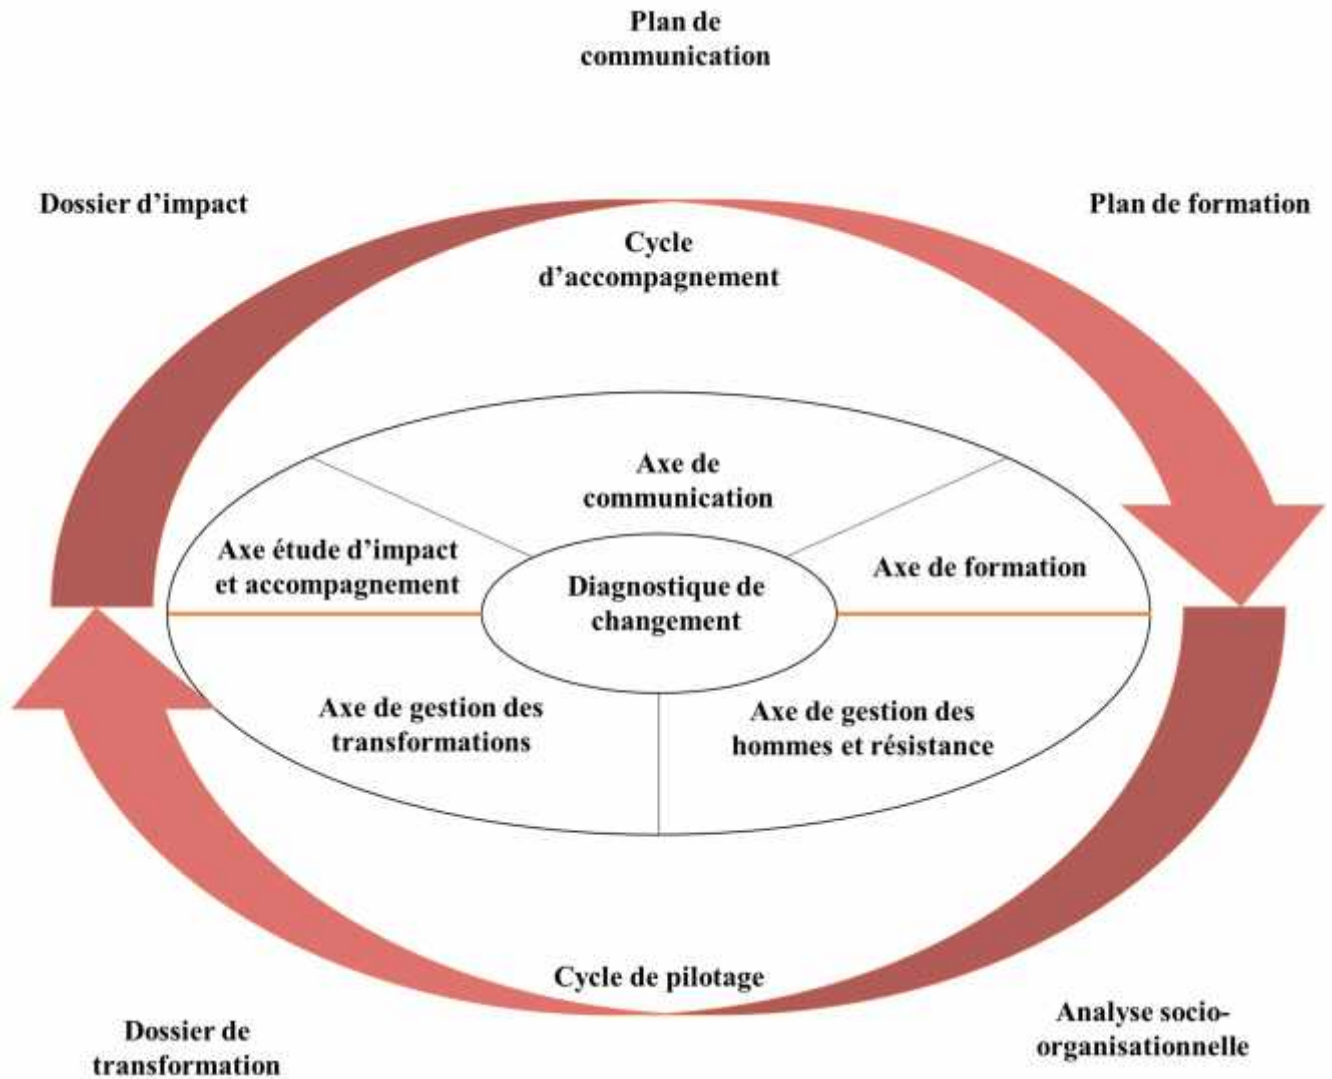 Plan de
communication
Dossier d’impact
Plan de formation
Cycle
d’accompagnement
Axe de
communication
Axe étude d’impact
et accompagnement
Diagnostique de
changement
Axe de formation
Axe de gestion des
transformations
Axe de gestion des
hommes et résistance
Cycle de pilotage
Dossier de
transformation
Analyse socio-
organisationnelle